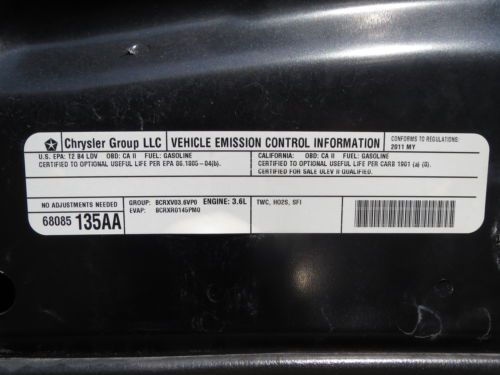 Chrysler Group LLC VEHICLE EMISSION CONTROL INFORMATION CONFORMS TO REGULATIONS:
2011 MY
U.S. EPA: T2 B4 LDV OBD: CA II FUEL: GASOLINE
CERTIFIED TO OPTIONAL USEFUL LIFE PER EPA 86.1805-04(b).
CALIFORNIA: OBD: CA II FUEL: GASOLINE
CERTIFIED TO OPTIONAL USEFUL LIFE PER CARB 1961 (a) (8).
CERTIFIED FOR SALE ULEV II QUALIFIED.
NO ADJUSTMENTS NEEDED
68085 135AA
GROUP: BCRXV03.6VP0 ENGINE: 3.6L
EVAP: BCRXR0145PM0
TWC, HO2S, SFI